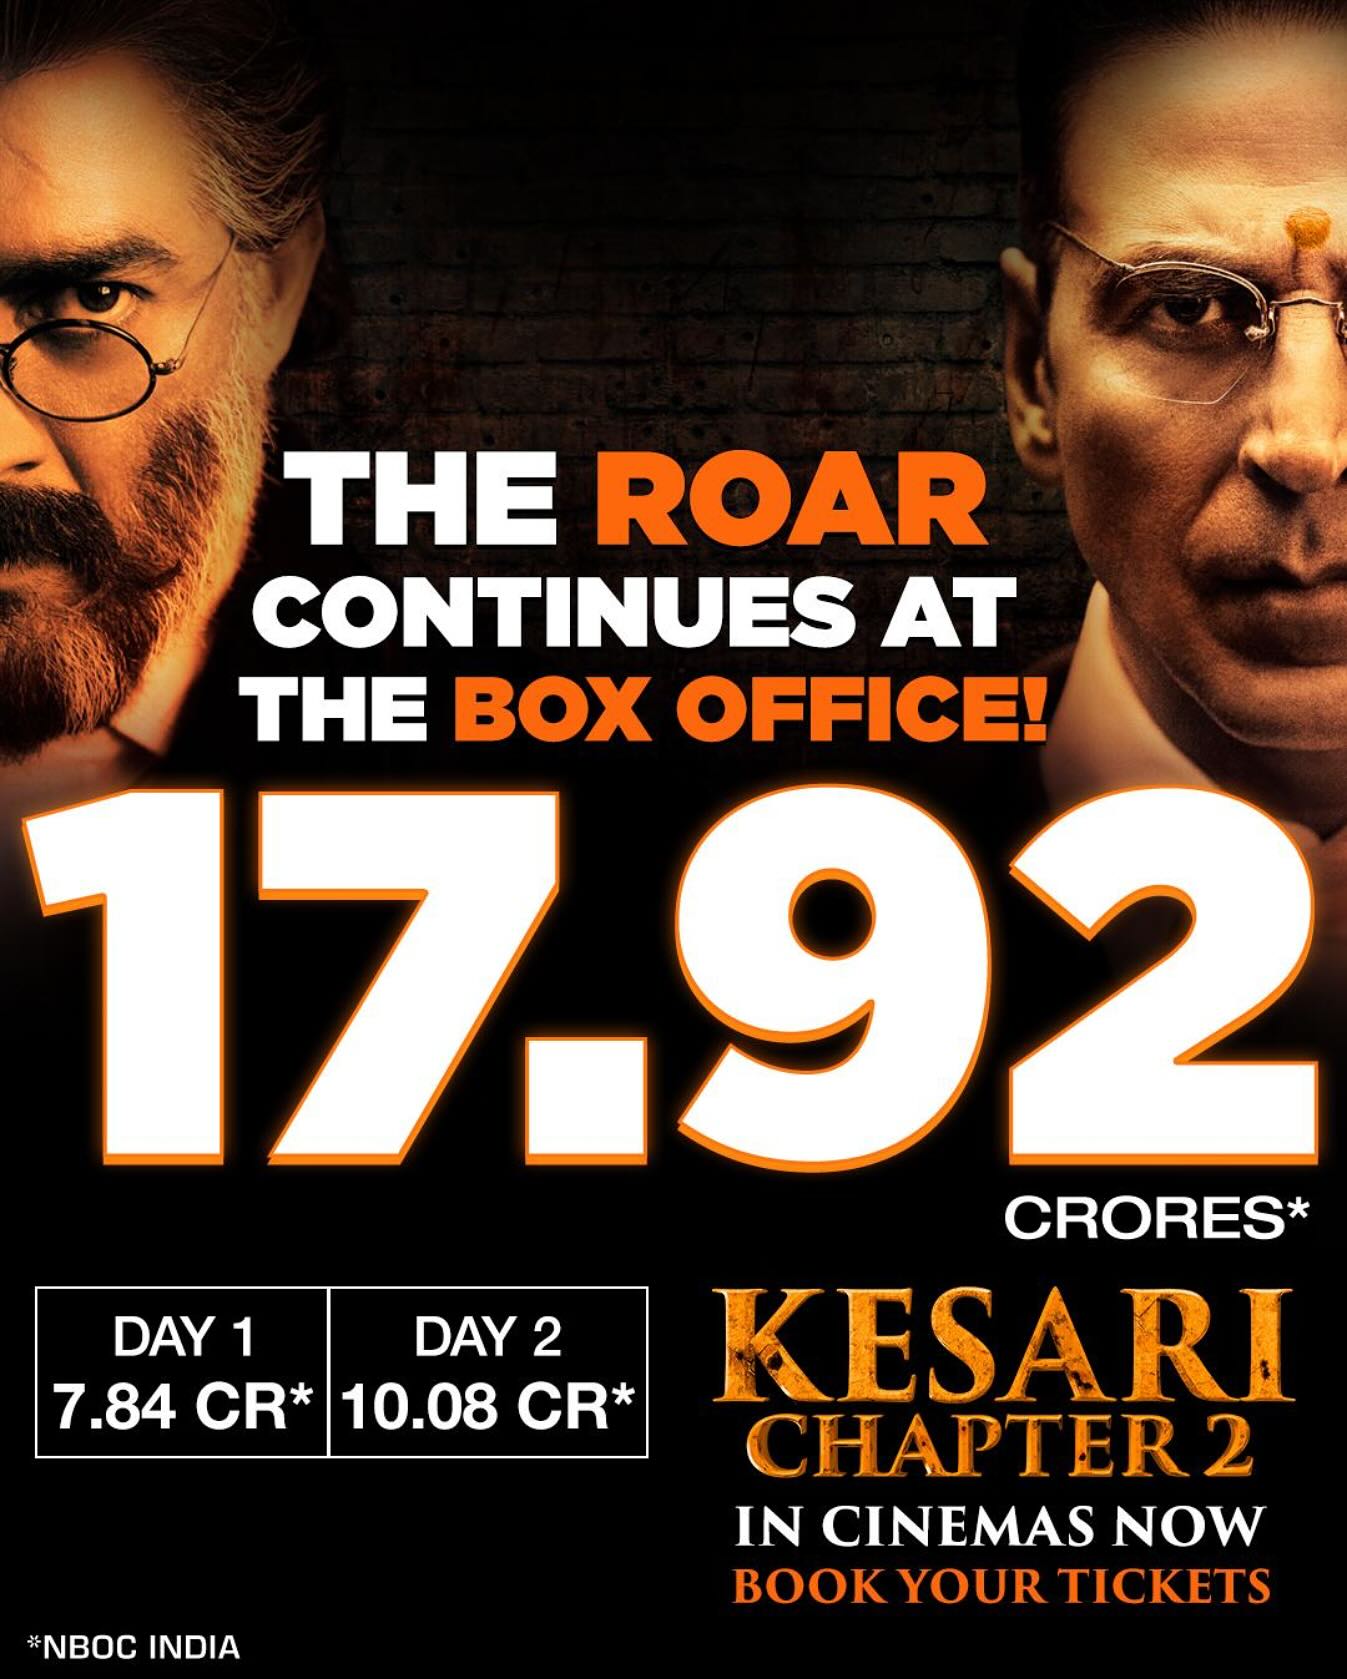 THE ROAR
CONTINUES AT
THE BOX OFFICE!
17.92
CRORES*
DAY 1
7.84 CR*
DAY 2
10.08 CR*
KESARI
CHAPTER 2
IN CINEMAS NOW
BOOK YOUR TICKETS
*NBOC INDIA